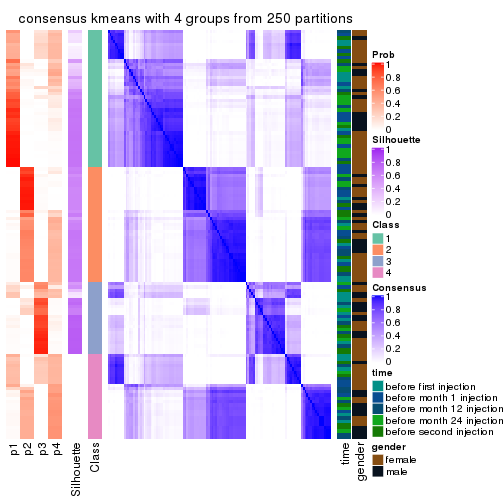 consensus kmeans with 4 groups from 250 partitions
p1
p2
p3
p4
Silhouette
Class
time
gender
Prob
1
0.8
0.6
0.4
0.2
0
Silhouette
1
0.8
0.6
0.4
0.2
0
Class
1
2
3
4
Consensus
1
0.8
0.6
0.4
0.2
0
time
before first injection
before month 1 injection
before month 12 injection
before month 24 injection
before second injection
gender
female
male